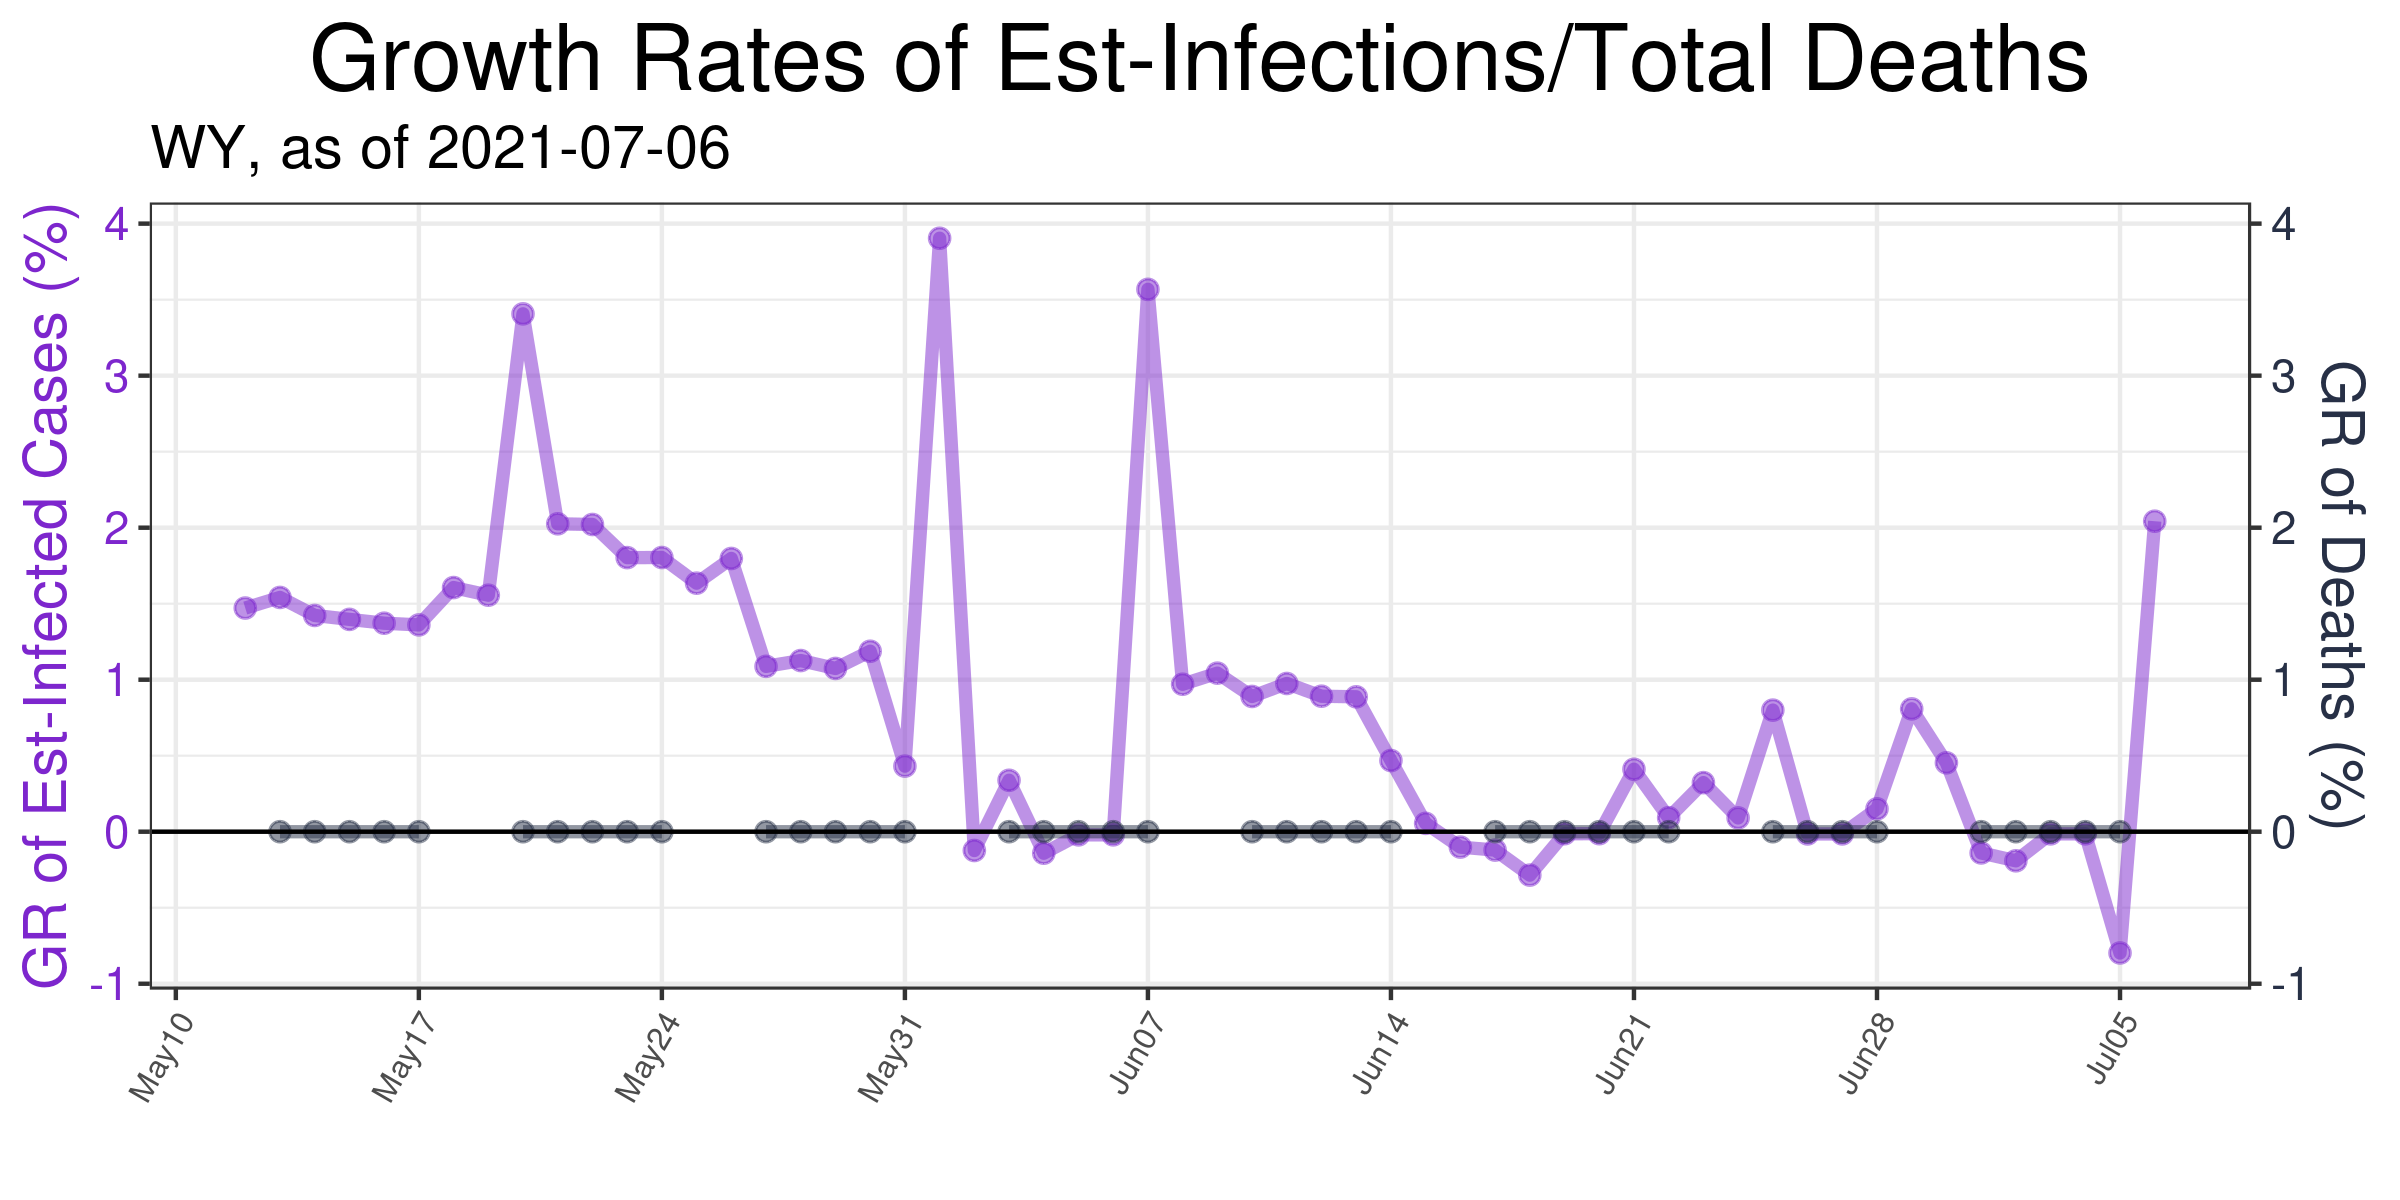 Growth Rates of Est-Infections/Total Deaths
WY, as of 2021-07-06
GR of Est-Infected Cases (%)
4
3
2
1
0
-1
4
3
2
1
0
-1
GR of Deaths (%)
May10
May17
May24
May31
Jun07
Jun14
Jun21
Jun28
Jul05